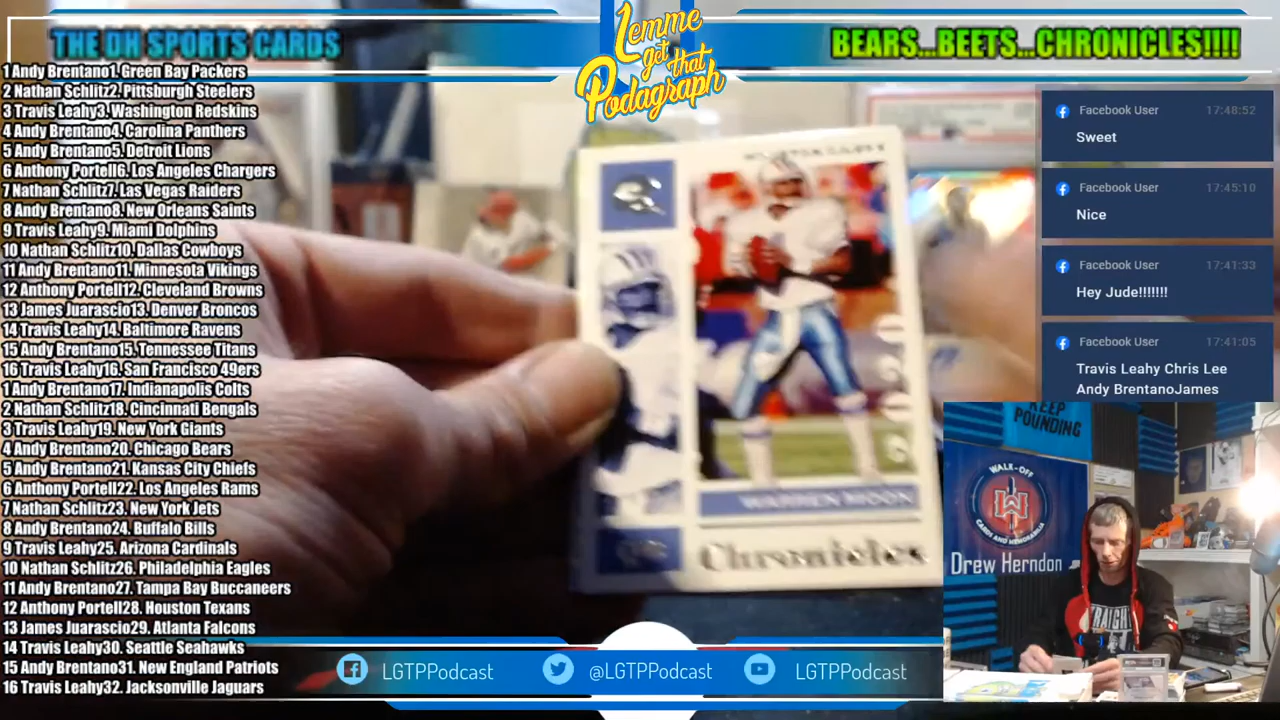 THE DH SPORTS CARDS
Lemme
get
that
Podagraph
BEARS...BEETS...CHRONICLES!!!!
1 Andy Brentano1. Green Bay Packers
2 Nathan Schlitz2. Pittsburgh Steelers
3 Travis Leahy3. Washington Redskins
4 Andy Brentano4. Carolina Panthers
5 Andy Brentano5. Detroit Lions
6 Anthony Portell6. Los Angeles Chargers
7 Nathan Schlitz7. Las Vegas Raiders
8 Andy Brentano8. New Orleans Saints
9 Travis Leahy9. Miami Dolphins
10 Nathan Schlitz10. Dallas Cowboys
11 Andy Brentano11. Minnesota Vikings
12 Anthony Portell12. Cleveland Browns
13 James Juarascio13. Denver Broncos
14 Travis Leahy14. Baltimore Ravens
15 Andy Brentano15. Tennessee Titans
16 Travis Leahy16. San Francisco 49ers
1 Andy Brentano17. Indianapolis Colts
2 Nathan Schlitz18. Cincinnati Bengals
3 Travis Leahy19. New York Giants
4 Andy Brentano20. Chicago Bears
5 Andy Brentano21. Kansas City Chiefs
6 Anthony Portell22. Los Angeles Rams
7 Nathan Schlitz23. New York Jets
8 Andy Brentano24. Buffalo Bills
9 Travis Leahy25. Arizona Cardinals
10 Nathan Schlitz26. Philadelphia Eagles
11 Andy Brentano27. Tampa Bay Buccaneers
12 Anthony Portell28. Houston Texans
13 James Juarascio29. Atlanta Falcons
14 Travis Leahy30. Seattle Seahawks
15 Andy Brentano31. New England Patriots
16 Travis Leahy32. Jacksonville Jaguars
2020
WARREN MOON
QB
Chronicles
Facebook User 17:48:52
Sweet
Facebook User 17:45:10
Nice
Facebook User 17:41:33
Hey Jude!!!!!!!
Facebook User 17:41:05
Travis Leahy Chris Lee
Andy BrentanoJames
KEEP
POUNDING
WALK-OFF
W
CARDS AND MEMORABILIA
Drew Herndon
STRAIGHT
LGTPPodcast
@LGTPPodcast
LGTPPodcast